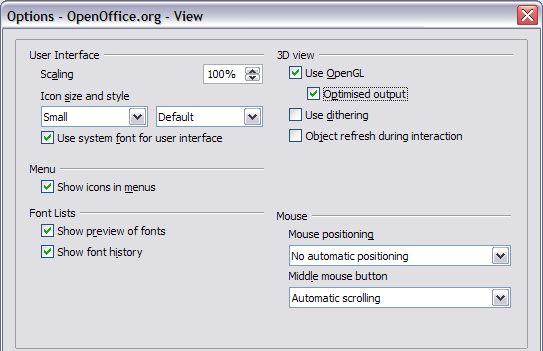 Options - OpenOffice.org - View
User Interface
Scaling
100%
Icon size and style
Small
Default
Use system font for user interface
Menu
Show icons in menus
Font Lists
Show preview of fonts
Show font history
3D view
Use OpenGL
Optimised output
Use dithering
Object refresh during interaction
Mouse
Mouse positioning
No automatic positioning
Middle mouse button
Automatic scrolling